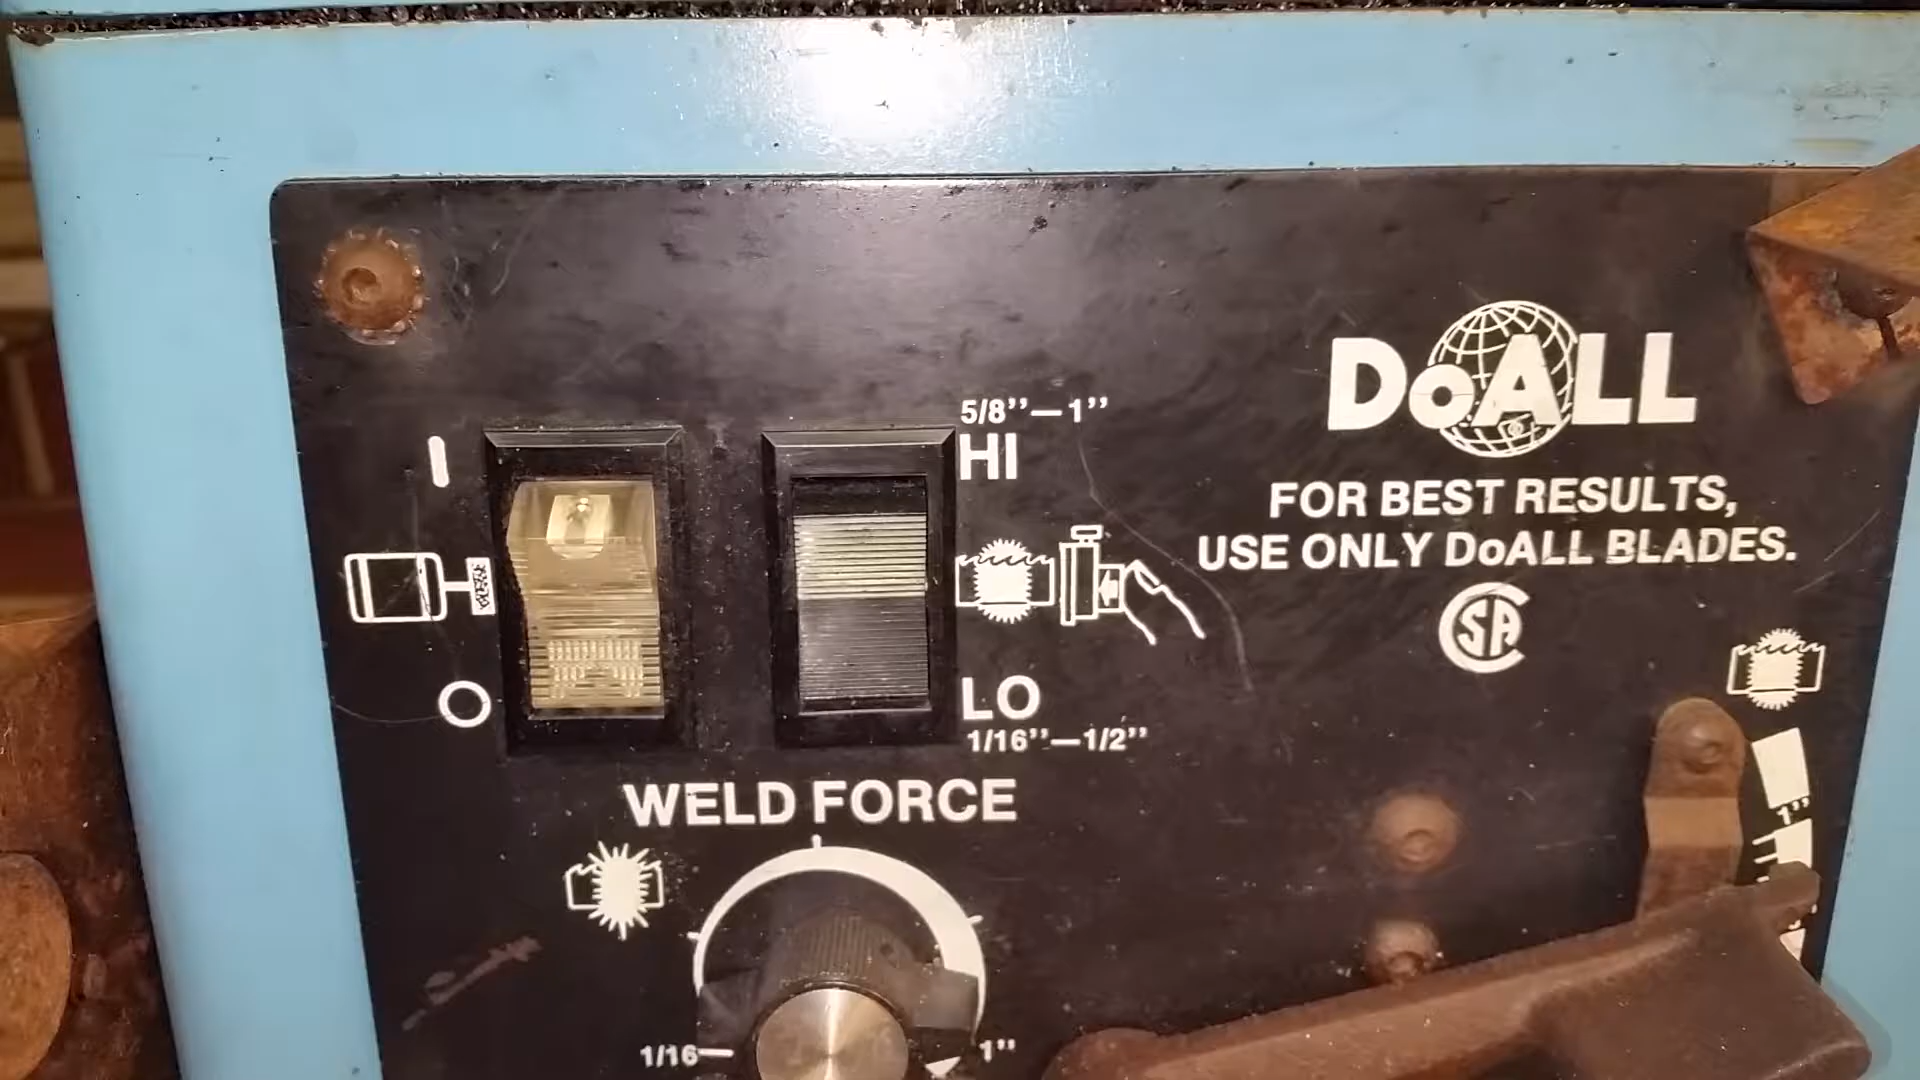 DoALL
FOR BEST RESULTS,
USE ONLY DoALL BLADES.
SA
I
O
5/8’’—1’’
HI
LO
1/16’’—1/2’’
WELD FORCE
1/16
1’’
1’’